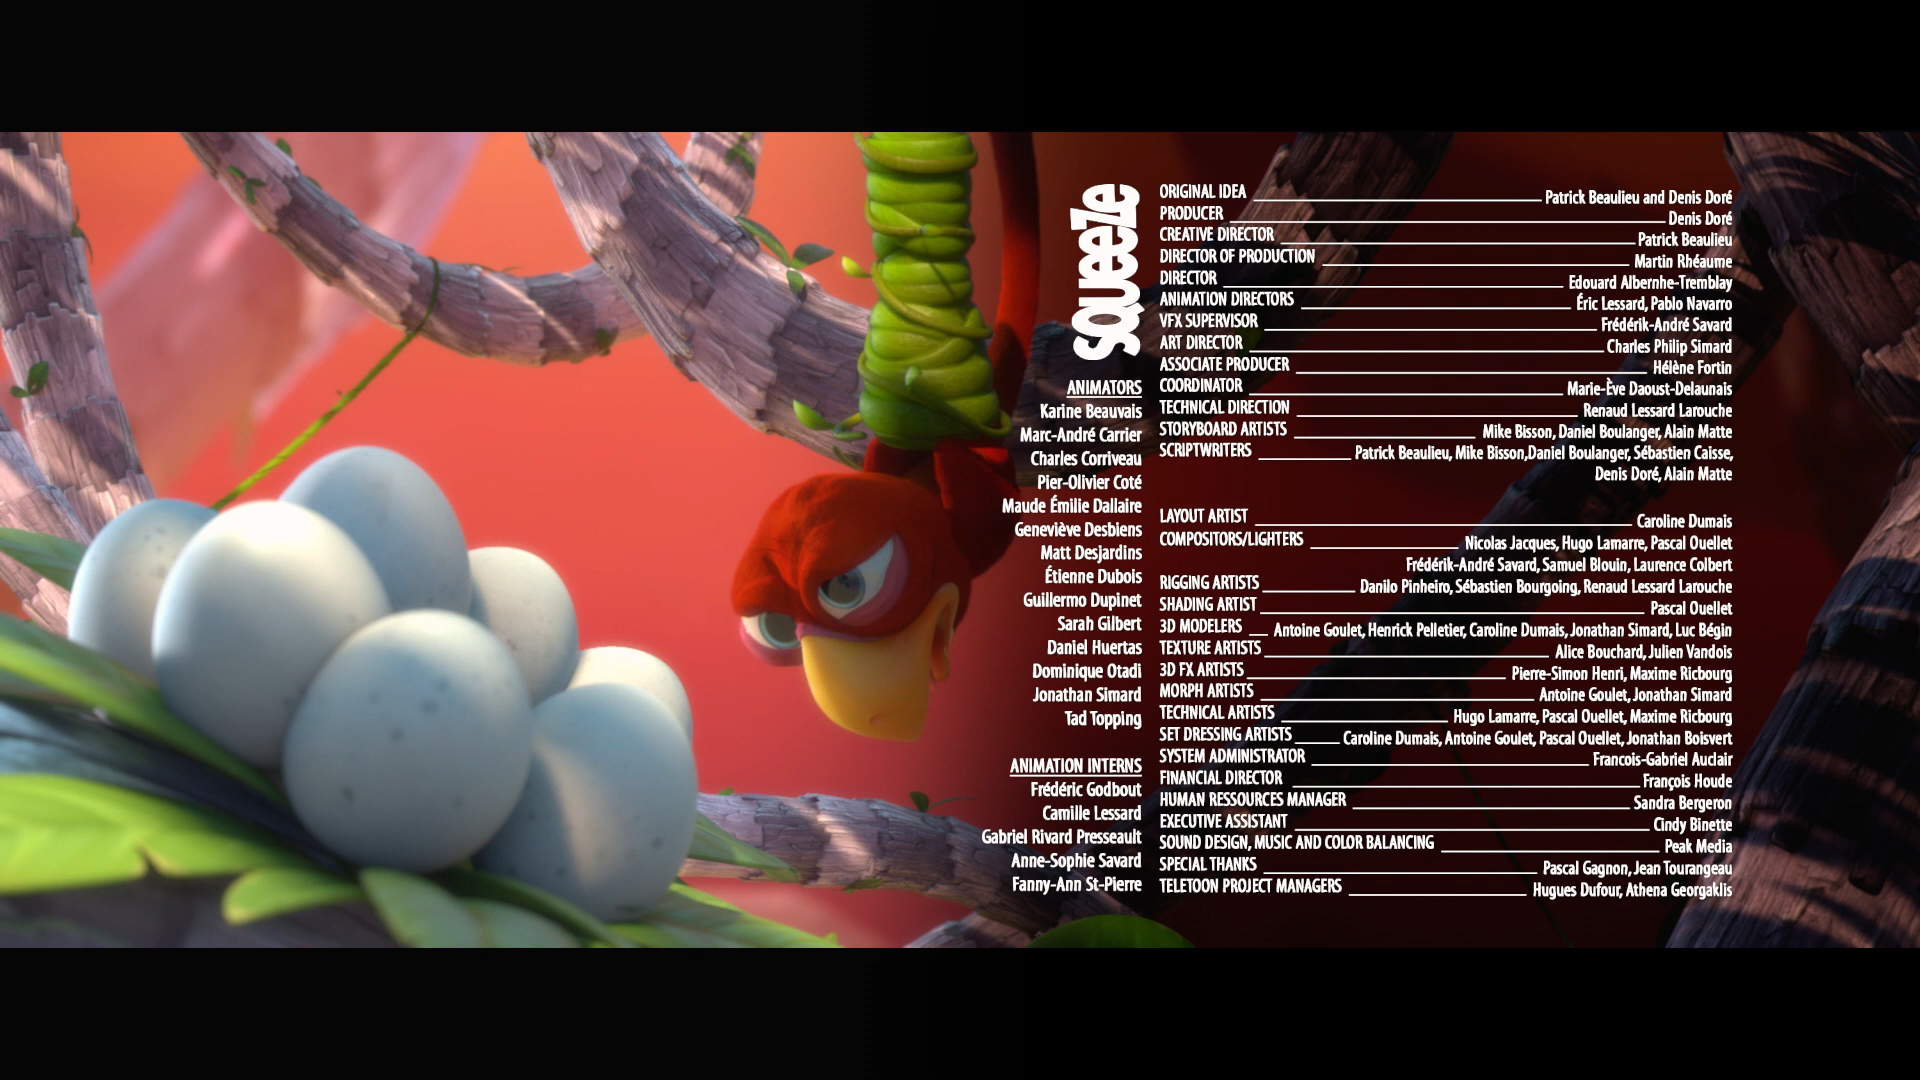 squeeze
ANIMATORS
Karine Beauvais
Marc-André Carrier
Charles Corriveau
Pier-Olivier Coté
Maude Émilie Dallaire
Geneviève Desbiens
Matt Desjardins
Étienne Dubois
Guillermo Dupinet
Sarah Gilbert
Daniel Huertas
Dominique Otadi
Jonathan Simard
Tad Topping
ANIMATION INTERNS
Frédéric Godbout
Camille Lessard
Gabriel Rivard Presseault
Anne-Sophie Savard
Fanny-Ann St-Pierre
ORIGINAL IDEA Patrick Beaulieu and Denis Doré
PRODUCER Denis Doré
CREATIVE DIRECTOR Patrick Beaulieu
DIRECTOR OF PRODUCTION Martin Rhéaume
DIRECTOR Edouard Albernhe-Tremblay
ANIMATION DIRECTORS Éric Lessard, Pablo Navarro
VFX SUPERVISOR Frédérik-André Savard
ART DIRECTOR Charles Philip Simard
ASSOCIATE PRODUCER Hélène Fortin
COORDINATOR Marie-Ève Daoust-Delaunais
TECHNICAL DIRECTION Renaud Lessard Larouche
STORYBOARD ARTISTS Mike Bisson, Daniel Boulanger, Alain Matte
SCRIPTWRITERS Patrick Beaulieu, Mike Bisson,Daniel Boulanger, Sébastien Caisse,
Denis Doré, Alain Matte
LAYOUT ARTIST Caroline Dumais
COMPOSITORS/LIGHTERS Nicolas Jacques, Hugo Lamarre, Pascal Ouellet
Frédérik-André Savard, Samuel Blouin, Laurence Colbert
RIGGING ARTISTS Danilo Pinheiro, Sébastien Bourgoing, Renaud Lessard Larouche
SHADING ARTIST Pascal Ouellet
3D MODELERS Antoine Goulet, Henrick Pelletier, Caroline Dumais, Jonathan Simard, Luc Bégin
TEXTURE ARTISTS Alice Bouchard, Julien Vandois
3D FX ARTISTS Pierre-Simon Henri, Maxime Ricbourg
MORPH ARTISTS Antoine Goulet, Jonathan Simard
TECHNICAL ARTISTS Hugo Lamarre, Pascal Ouellet, Maxime Ricbourg
SET DRESSING ARTISTS Caroline Dumais, Antoine Goulet, Pascal Ouellet, Jonathan Boisvert
SYSTEM ADMINISTRATOR Francois-Gabriel Auclair
FINANCIAL DIRECTOR François Houde
HUMAN RESSOURCES MANAGER Sandra Bergeron
EXECUTIVE ASSISTANT Cindy Binette
SOUND DESIGN, MUSIC AND COLOR BALANCING Peak Media
SPECIAL THANKS Pascal Gagnon, Jean Tourangeau
TELETOON PROJECT MANAGERS Hugues Dufour, Athena Georgaklis